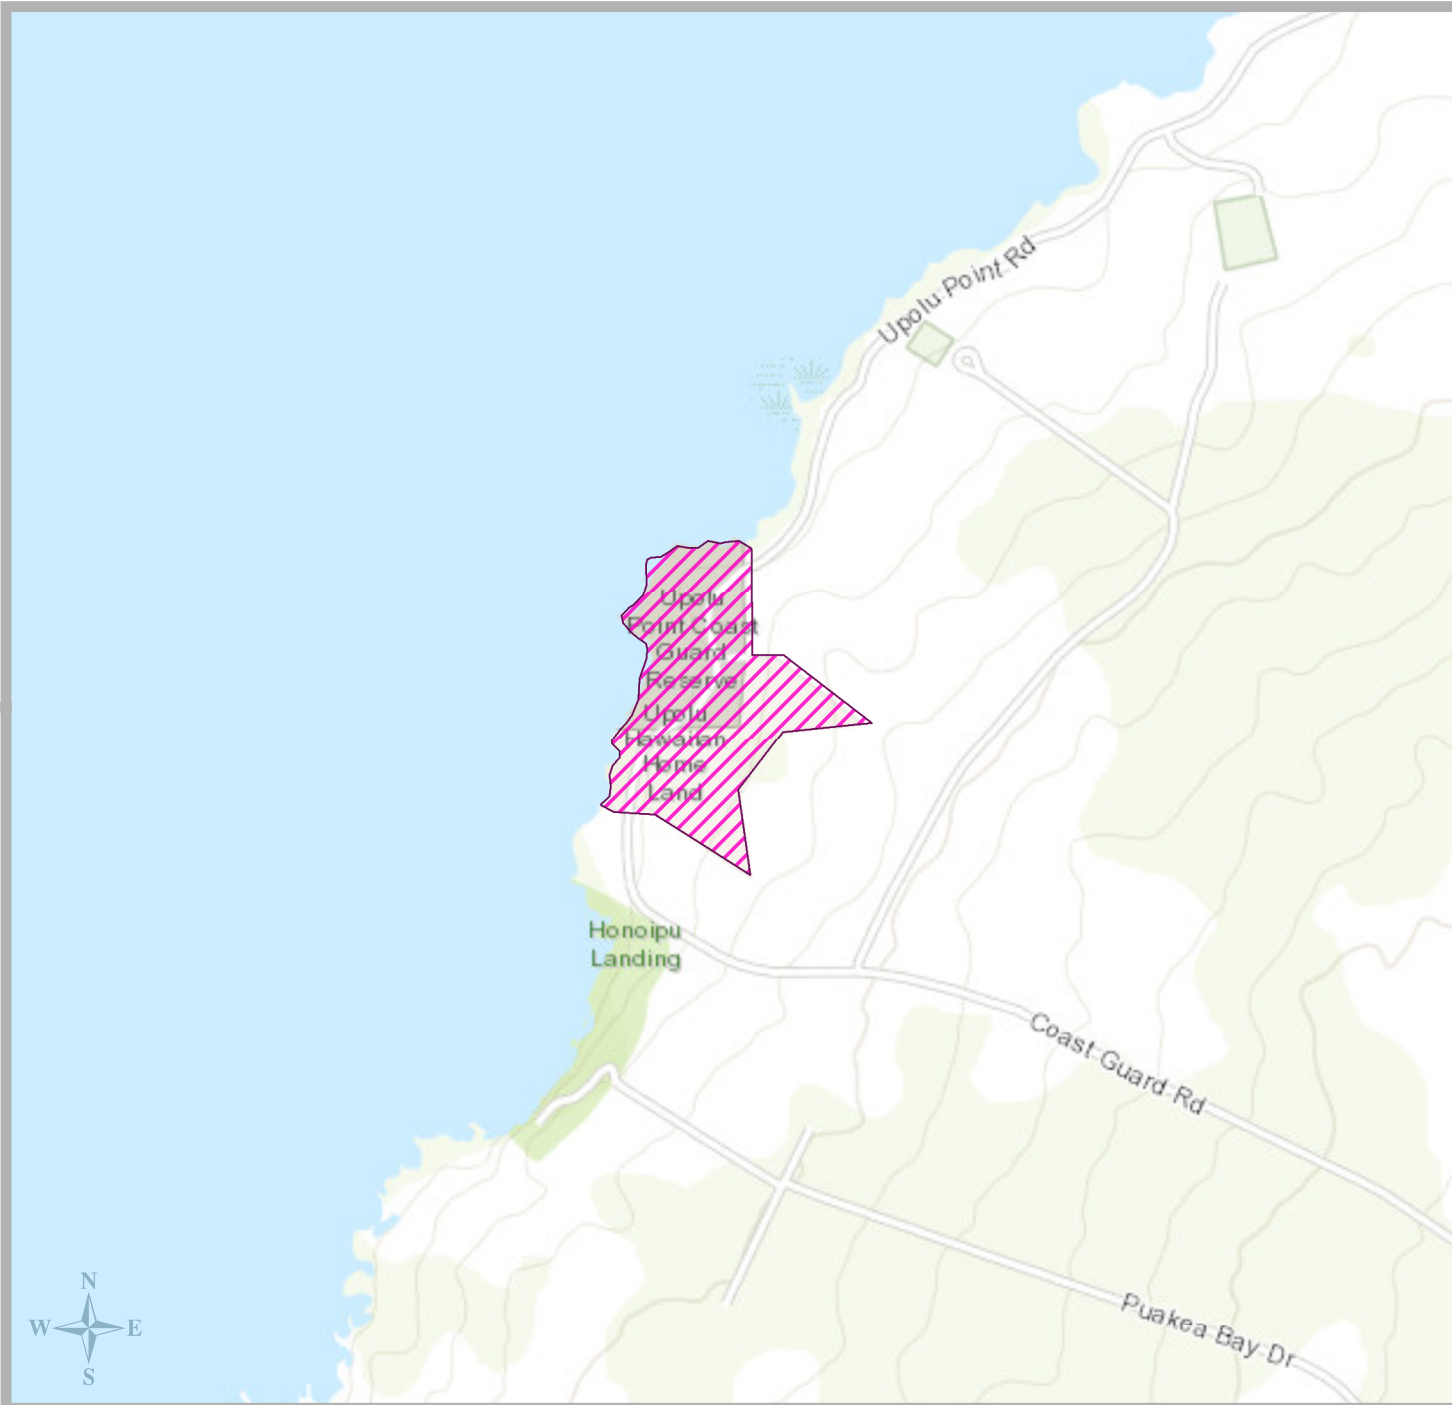 Upolu Point Rd
Upolu
Point Coast
Guard
Reserve
Upolu
Hawaiian
Home
Land
Honoipu
Landing
Coast Guard Rd
Puakea Bay Dr
N
W E
S